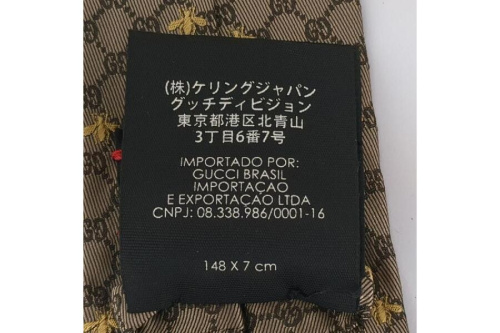 (株)ケリングジャパン
グッチディビジョン
東京都港区北青山
3丁目6番7号
IMPORTADO POR:
GUCCI BRASIL
IMPORTAÇAO
E EXPORTAÇÃO LTDA
CNPJ: 08.338.986/0001-16
148 X 7 cm